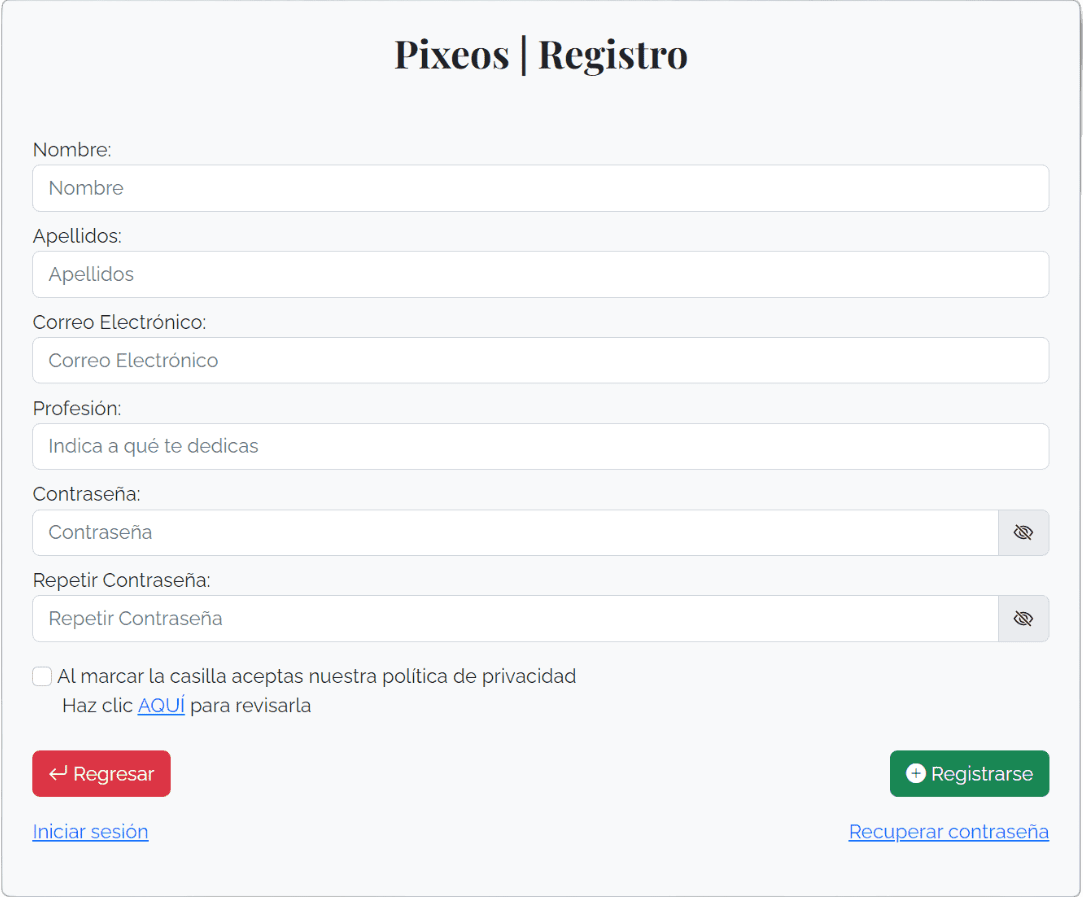 Pixeos | Registro
Nombre:
Nombre
Apellidos:
Apellidos
Correo Electrónico:
Correo Electrónico
Profesión:
Indica a qué te dedicas
Contraseña:
Contraseña
Repetir Contraseña:
Repetir Contraseña
Al marcar la casilla aceptas nuestra política de privacidad
Haz clic AQUÍ para revisarla
Regresar
Registrarse
Iniciar sesión
Recuperar contraseña